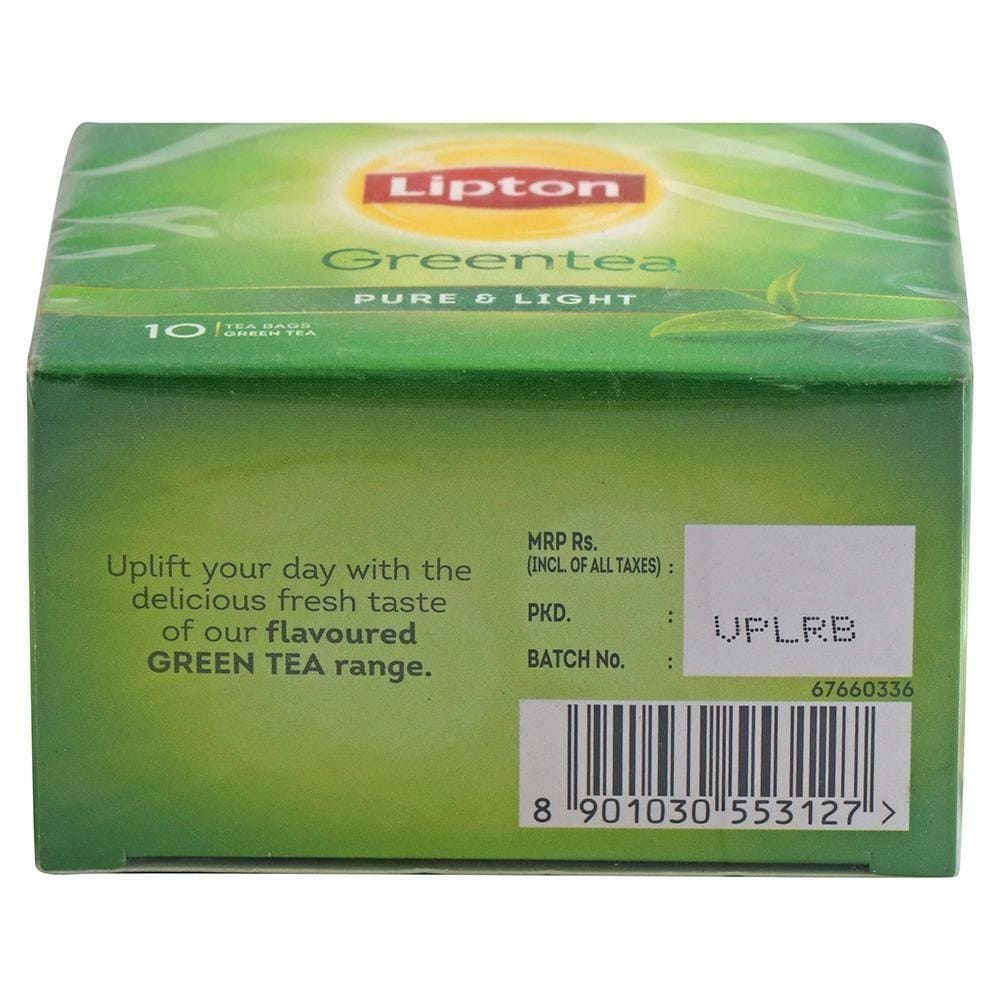 Lipton
Greentea
PURE & LIGHT
10 | TEA BAGS
GREEN TEA
Uplift your day with the
delicious fresh taste
of our flavoured
GREEN TEA range.
MRP Rs.
(INCL. OF ALL TAXES) :
PKD. :
VPLRB
BATCH No. :
67660336
8 901030 553127 >